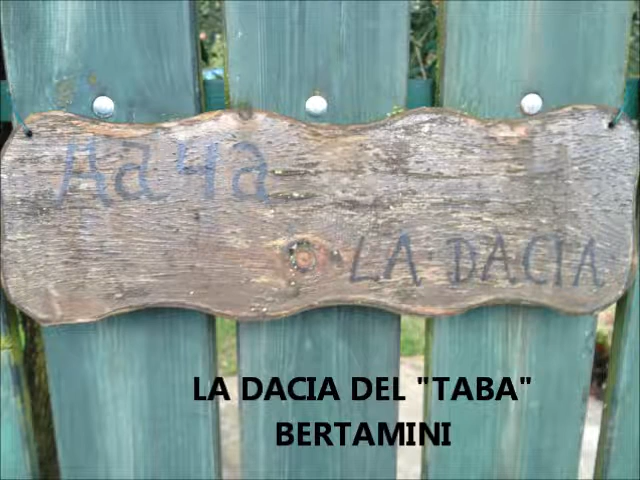 Дача
LA DACIA
LA DACIA DEL "TABA"
BERTAMINI